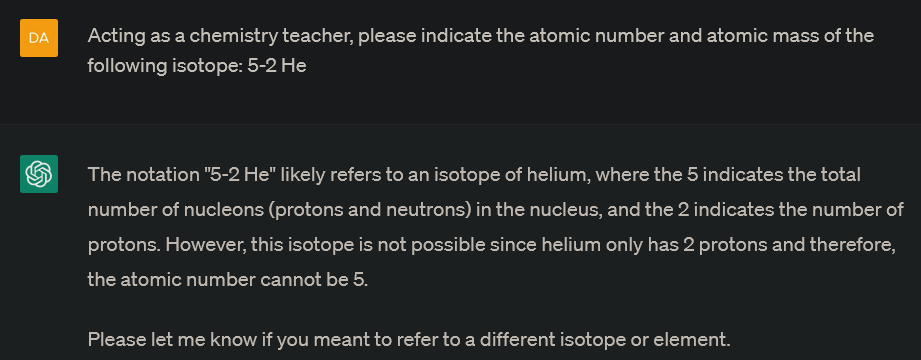 DA
Acting as a chemistry teacher, please indicate the atomic number and atomic mass of the
following isotope: 5-2 He
The notation "5-2 He" likely refers to an isotope of helium, where the 5 indicates the total
number of nucleons (protons and neutrons) in the nucleus, and the 2 indicates the number of
protons. However, this isotope is not possible since helium only has 2 protons and therefore,
the atomic number cannot be 5.
Please let me know if you meant to refer to a different isotope or element.